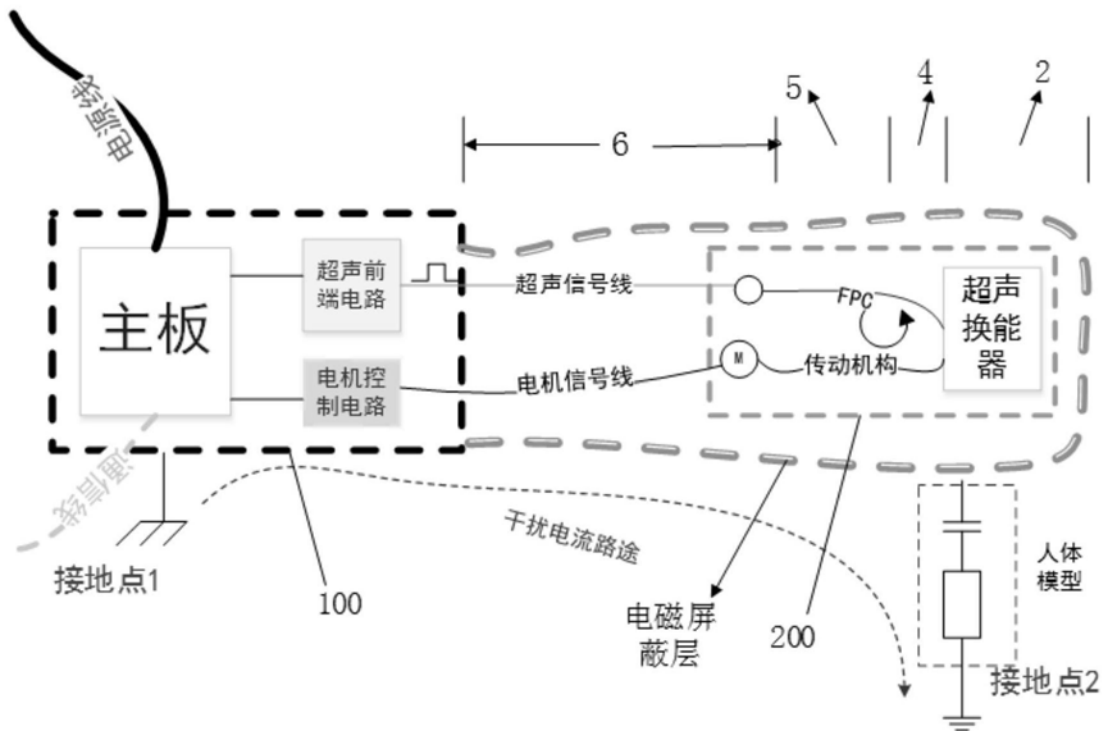 电源线
5
4
2
6
主板
超声前
端电路
超声信号线
FPC
超声
换能
器
电机控
制电路
电机信号线
M
传动机构
通信线
接地点1
100
干扰电流路途
电磁屏
蔽层
200
人体
模型
接地点2